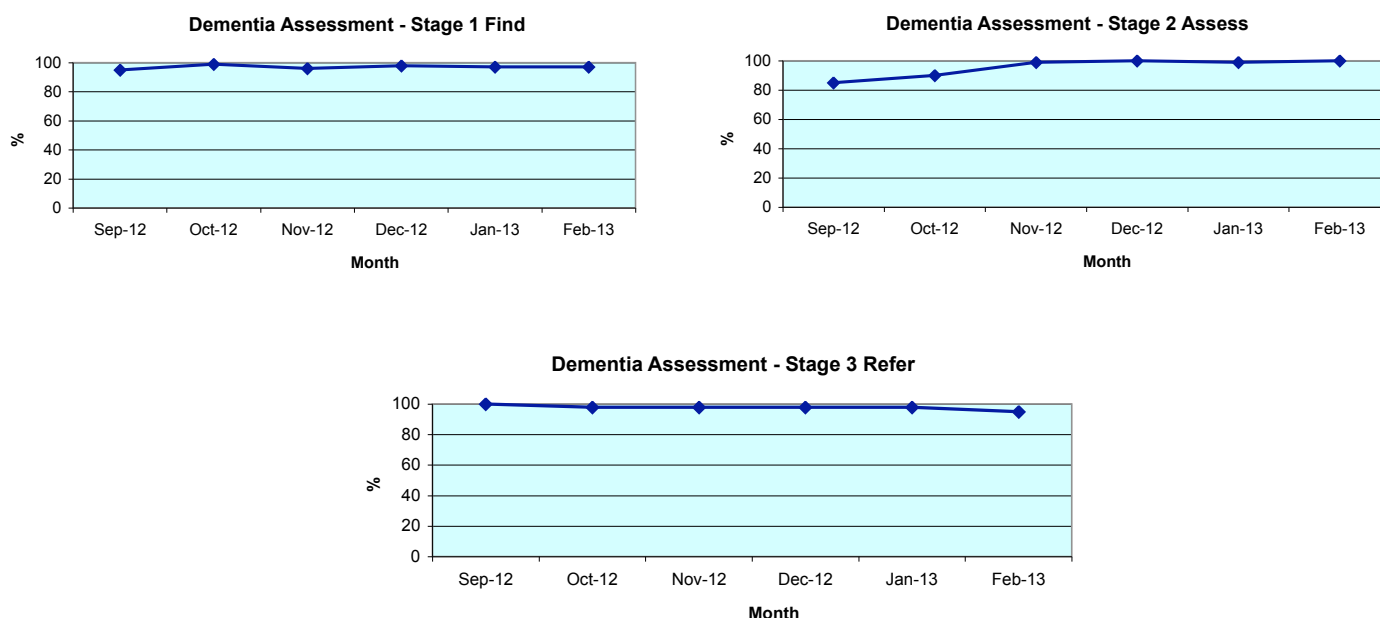 Dementia Assessment - Stage 1 Find
100
80
60
40
20
0
%
Sep-12 Oct-12 Nov-12 Dec-12 Jan-13 Feb-13
Month
Dementia Assessment - Stage 2 Assess
100
80
60
40
20
0
%
Sep-12 Oct-12 Nov-12 Dec-12 Jan-13 Feb-13
Month
Dementia Assessment - Stage 3 Refer
100
80
60
40
20
0
%
Sep-12 Oct-12 Nov-12 Dec-12 Jan-13 Feb-13
Month